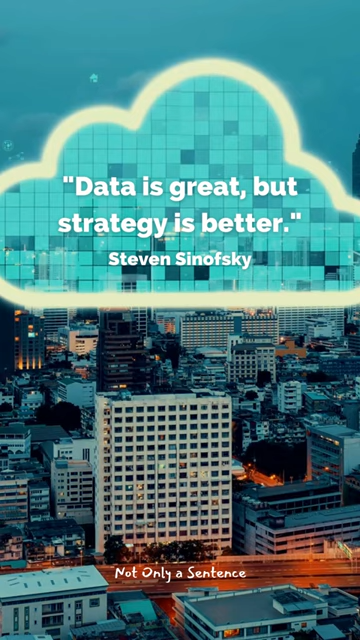 "Data is great, but
strategy is better."
Steven Sinofsky
Not Only a Sentence